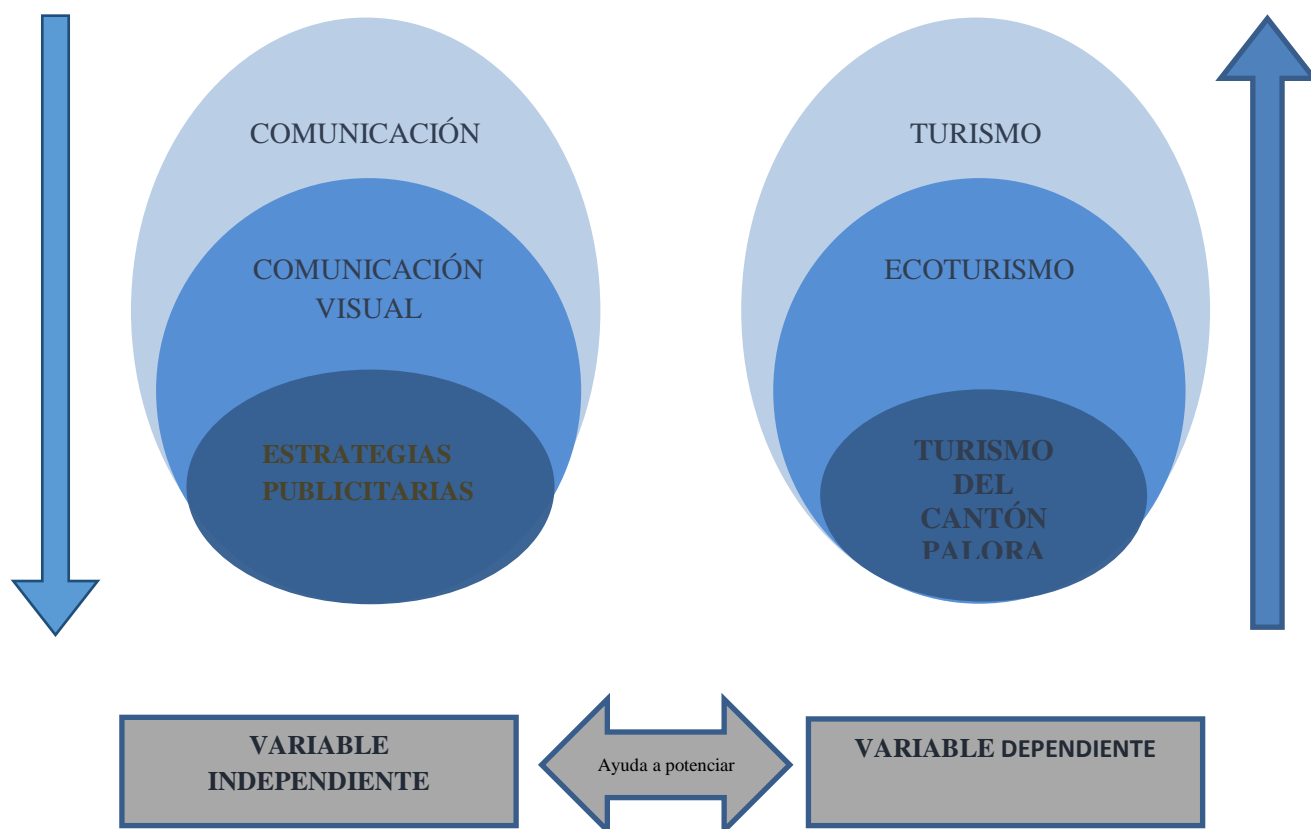 COMUNICACIÓN
COMUNICACIÓN
VISUAL
ESTRATEGIAS
PUBLICITARIAS
TURISMO
ECOTURISMO
TURISMO
DEL
CANTÓN
PALORA
VARIABLE
INDEPENDIENTE
Ayuda a potenciar
VARIABLE DEPENDIENTE